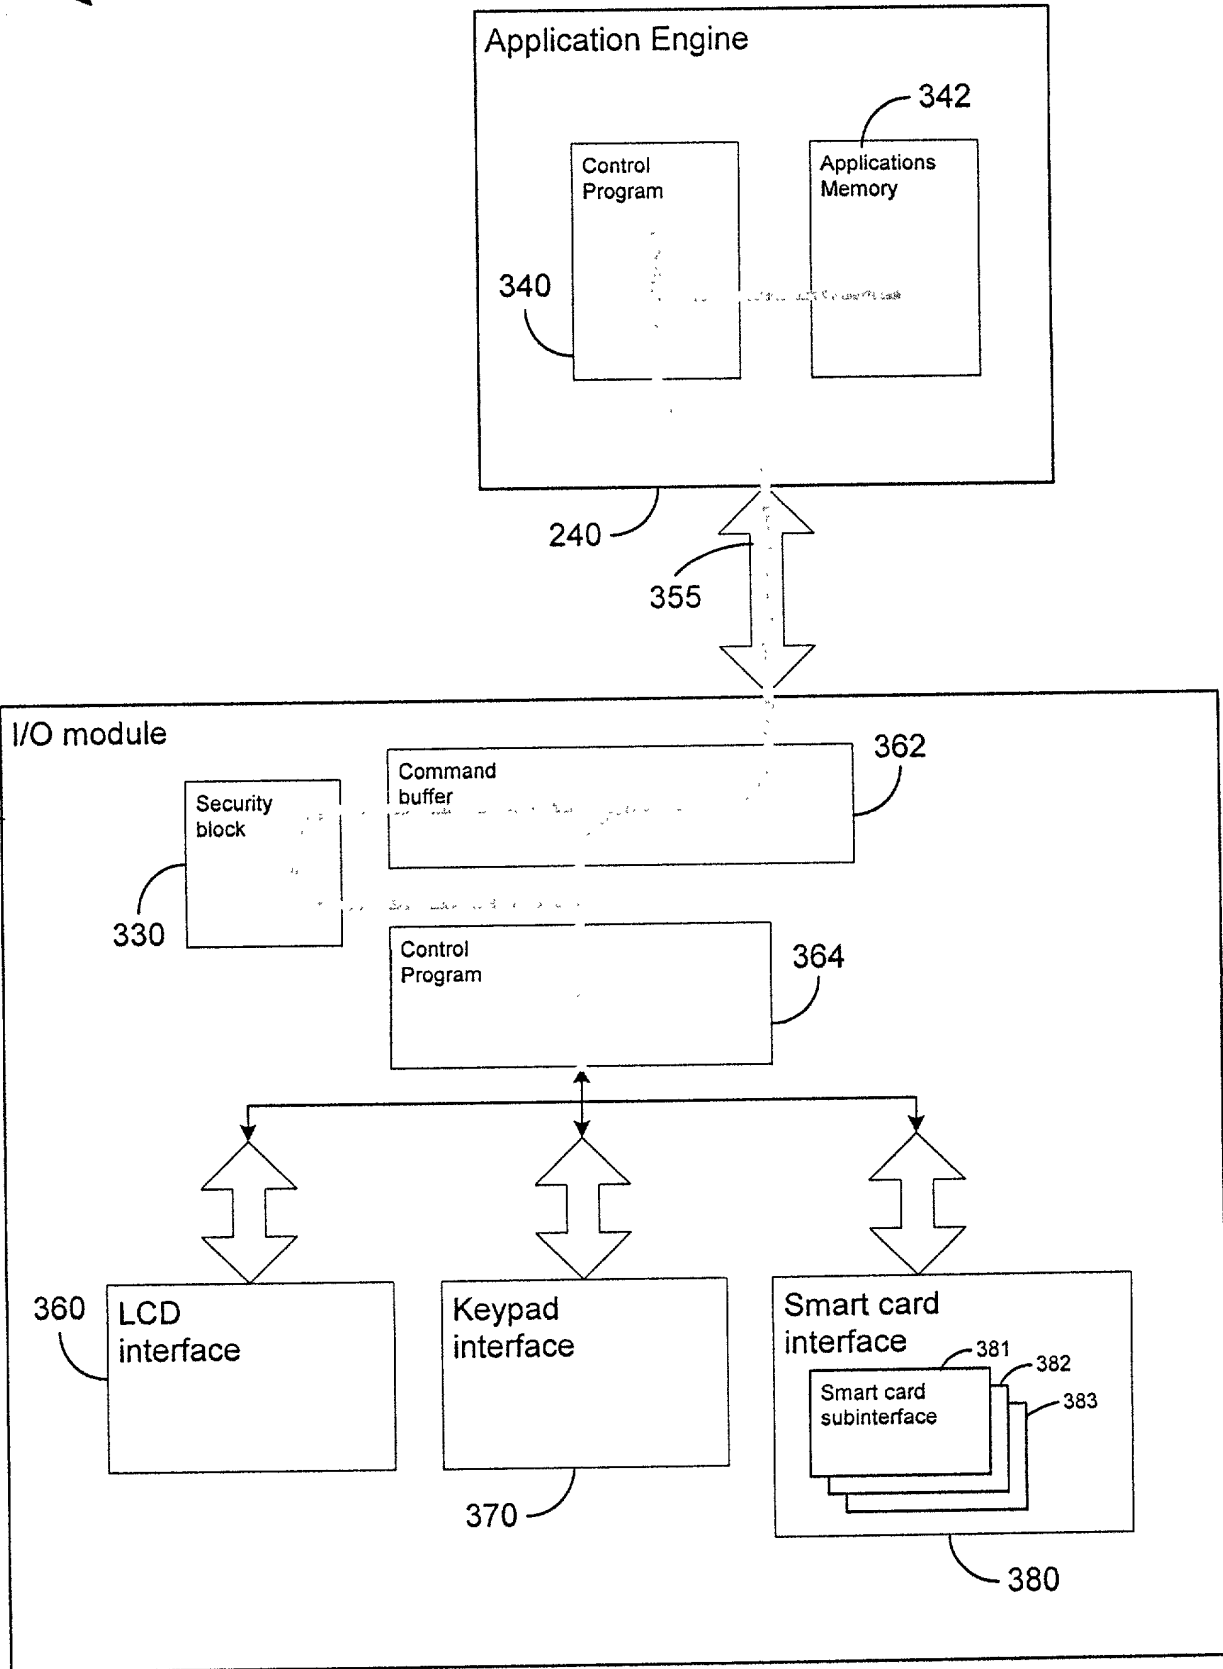 Application Engine
342
Control
Program
Applications
Memory
340
240
355
I/O module
362
Command
buffer
Security
block
330
Control
Program
364
360
LCD
interface
Keypad
interface
Smart card
interface
381
382
383
Smart card
subinterface
370
380